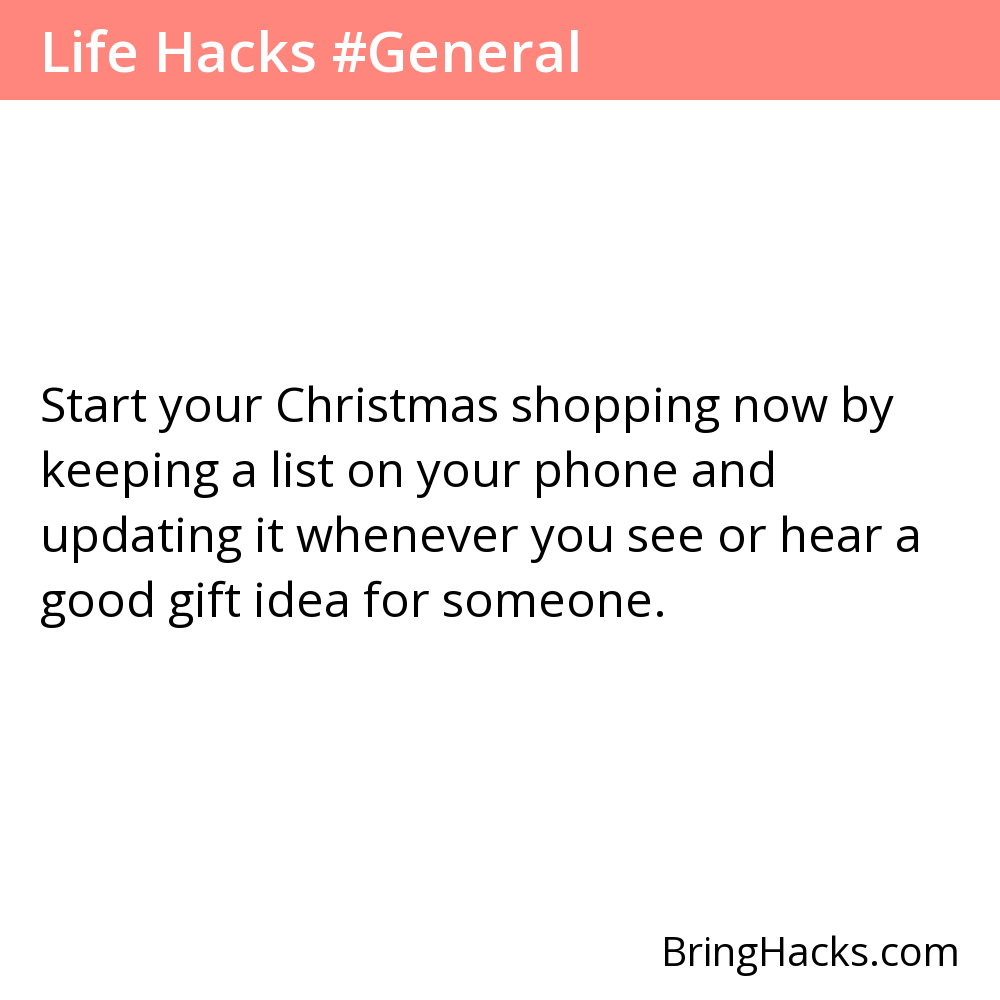 Life Hacks #General
Start your Christmas shopping now by
keeping a list on your phone and
updating it whenever you see or hear a
good gift idea for someone.
BringHacks.com